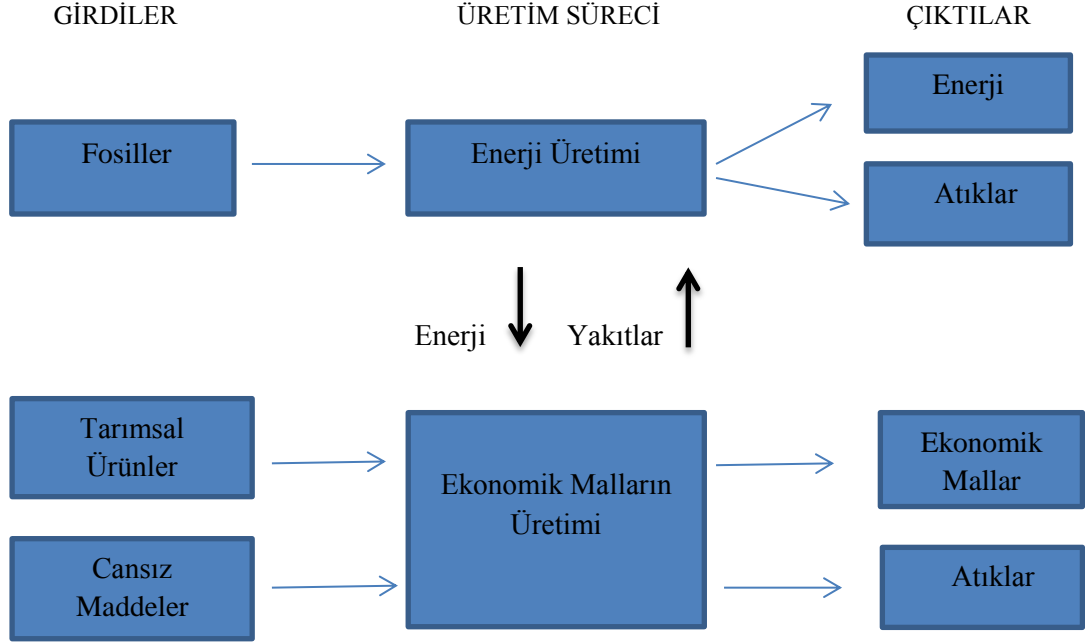 GİRDİLER
ÜRETİM SÜRECİ
ÇIKTILAR
Fosiller
Enerji Üretimi
Enerji
Atıklar
Enerji
Yakıtlar
Tarımsal
Ürünler
Cansız
Maddeler
Ekonomik Malların
Üretimi
Ekonomik
Mallar
Atıklar